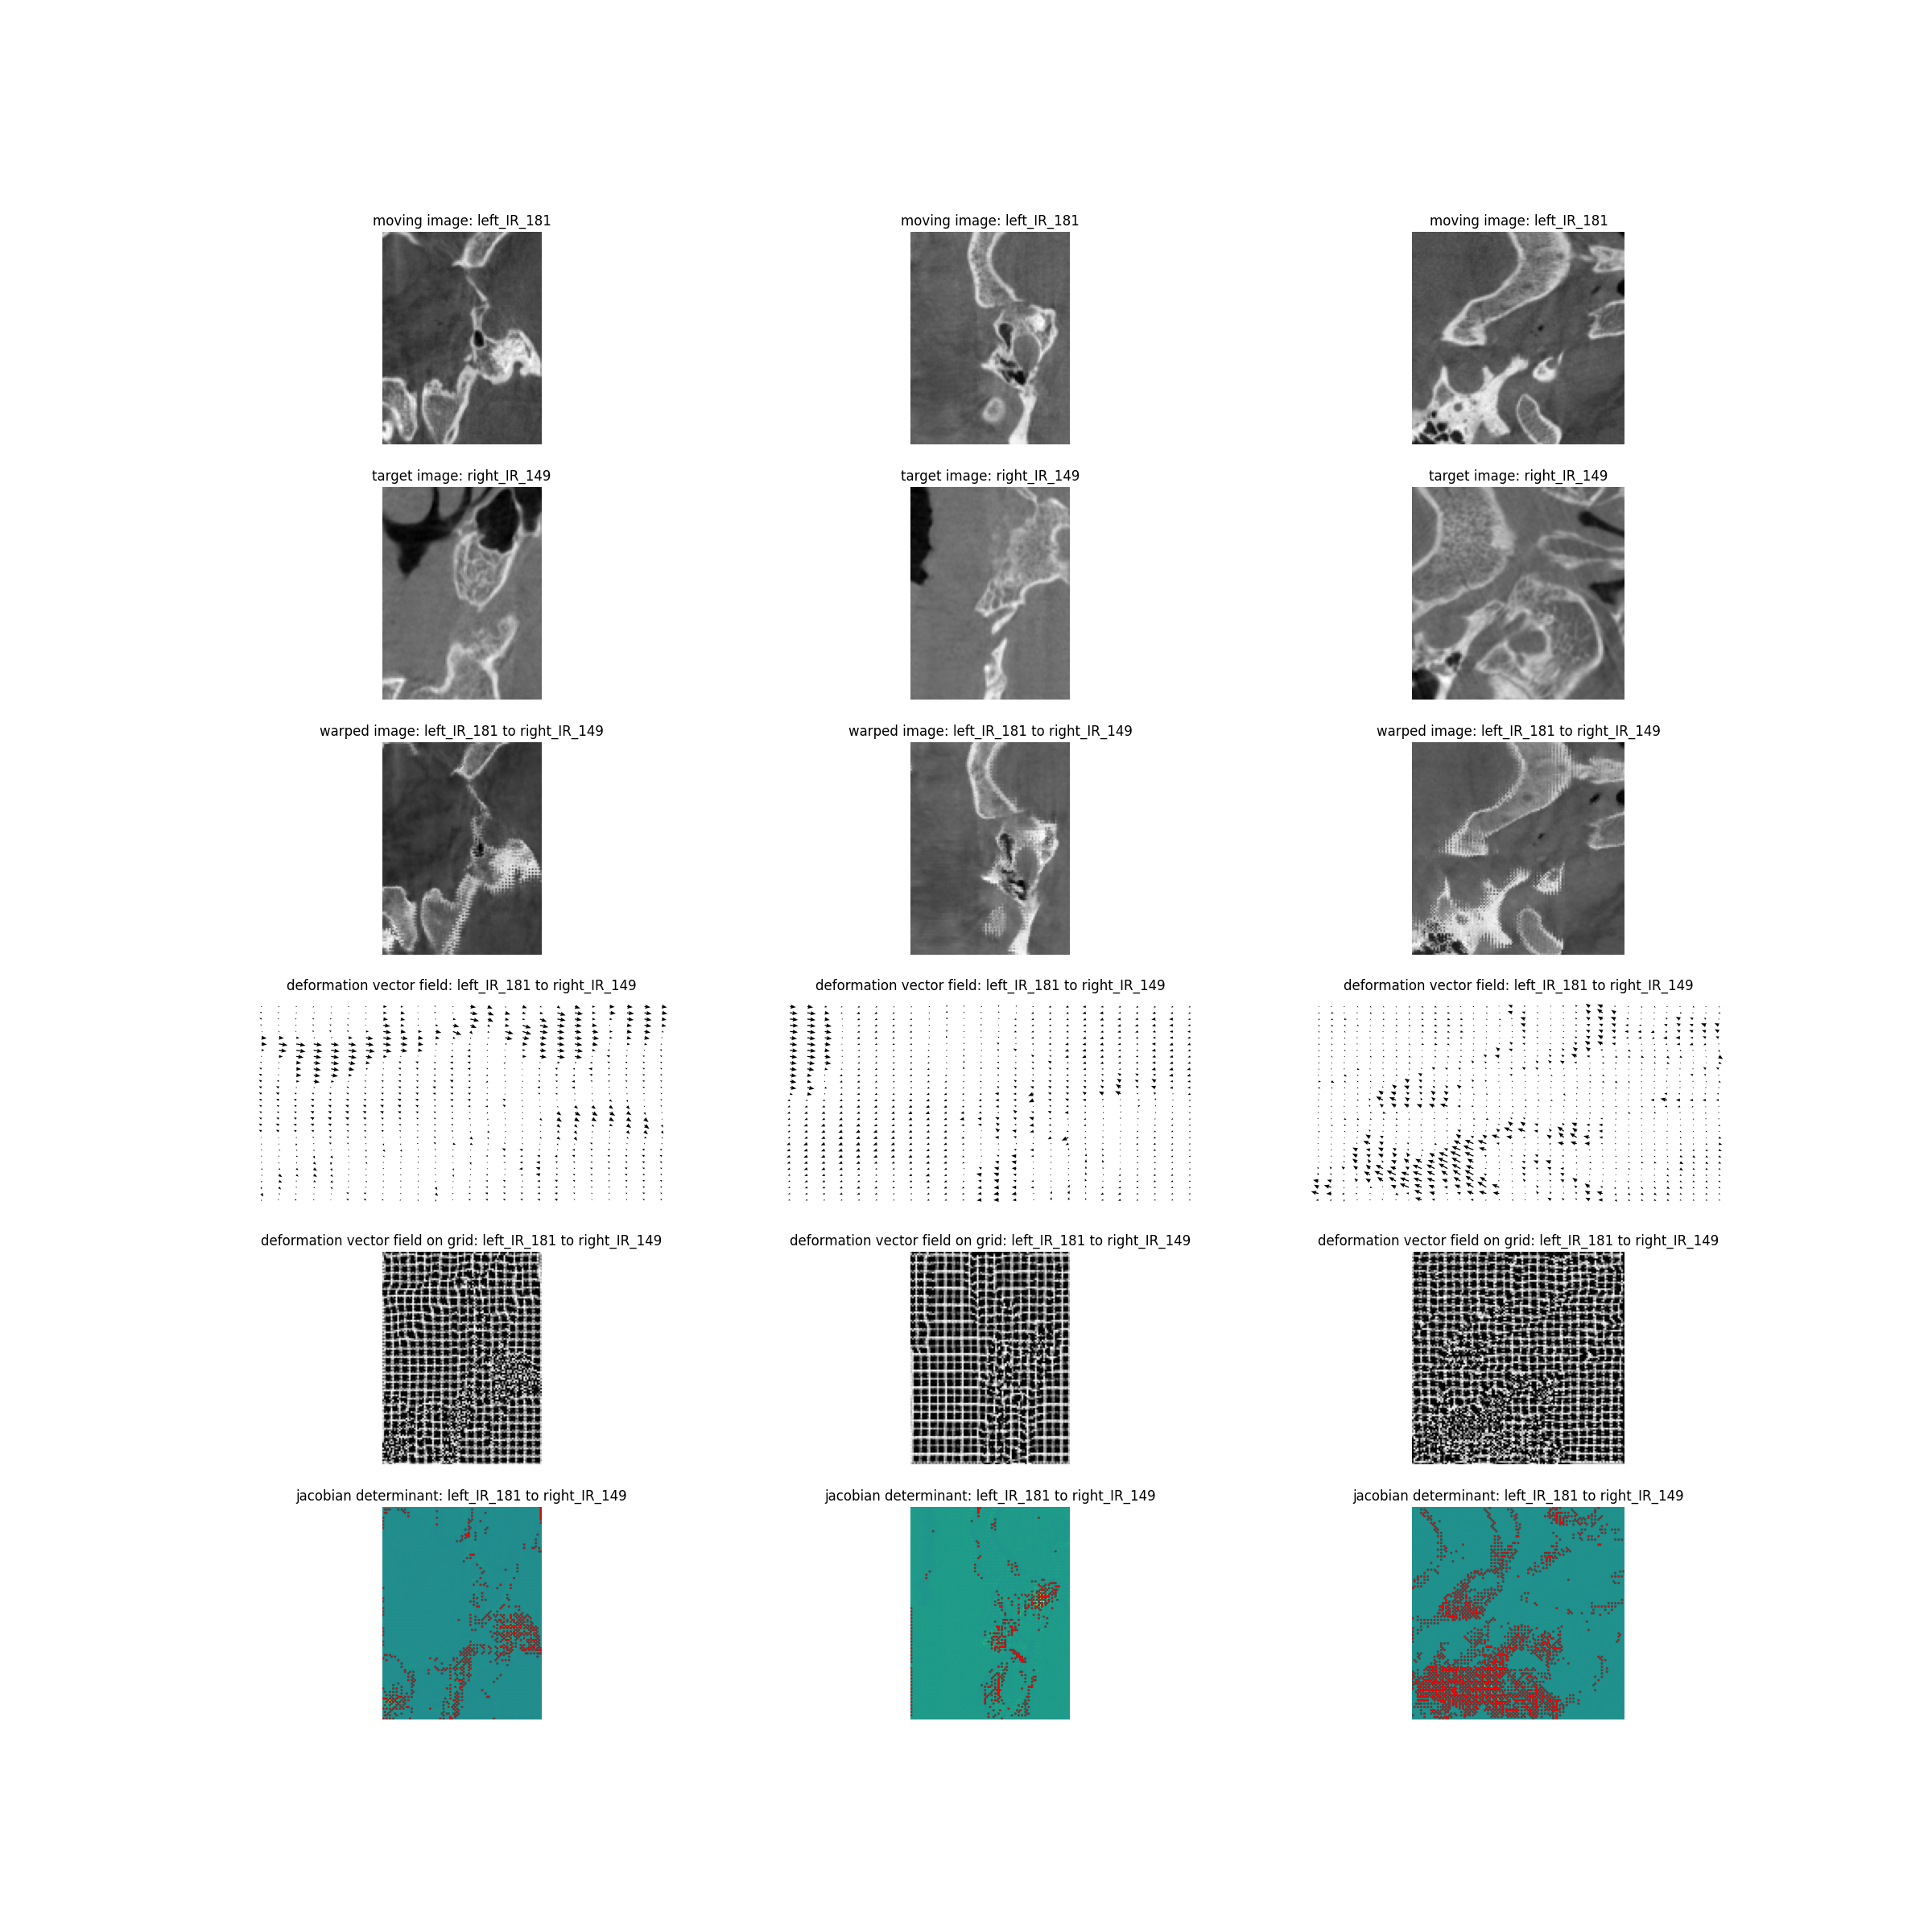 moving image: left_IR_181
moving image: left_IR_181
moving image: left_IR_181
target image: right_IR_149
target image: right_IR_149
target image: right_IR_149
warped image: left_IR_181 to right_IR_149
warped image: left_IR_181 to right_IR_149
warped image: left_IR_181 to right_IR_149
deformation vector field: left_IR_181 to right_IR_149
deformation vector field: left_IR_181 to right_IR_149
deformation vector field: left_IR_181 to right_IR_149
deformation vector field on grid: left_IR_181 to right_IR_149
deformation vector field on grid: left_IR_181 to right_IR_149
deformation vector field on grid: left_IR_181 to right_IR_149
jacobian determinant: left_IR_181 to right_IR_149
jacobian determinant: left_IR_181 to right_IR_149
jacobian determinant: left_IR_181 to right_IR_149